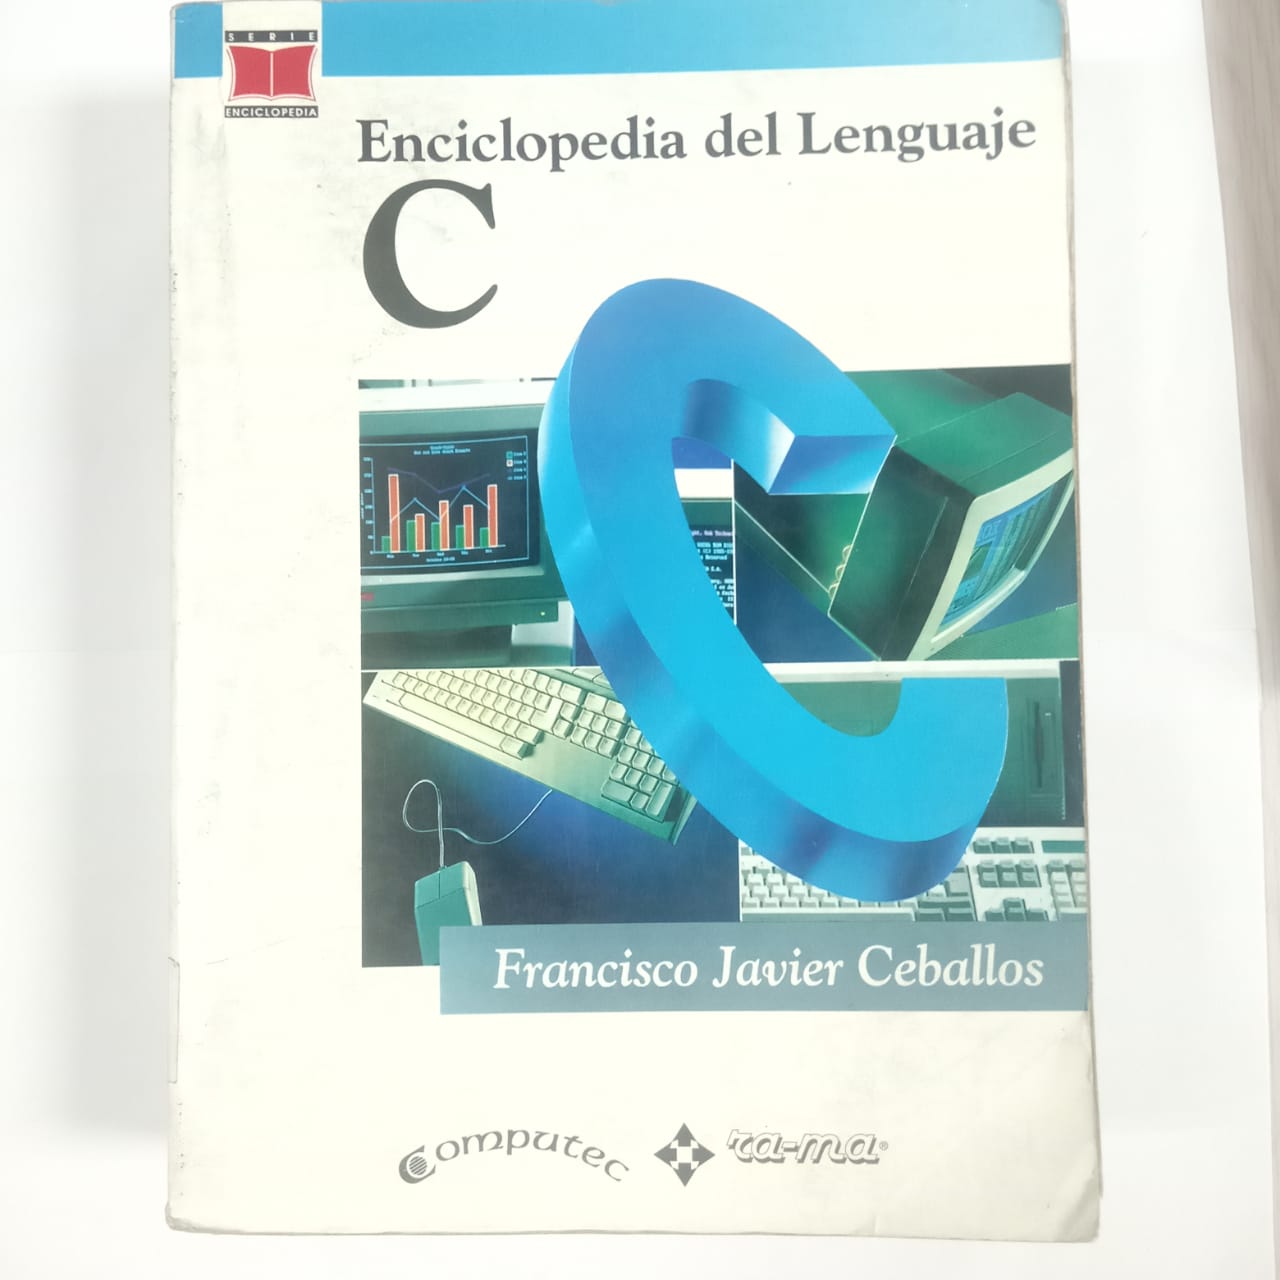 SERIE
ENCICLOPEDIA
Enciclopedia del Lenguaje
C
Francisco Javier Ceballos
Computec
ra-ma®